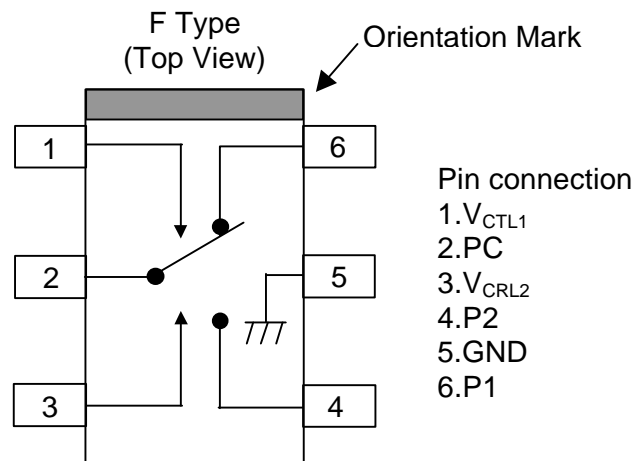 F Type
(Top View)
Orientation Mark
1
6
2
5
3
4
Pin connection
1.VCTL1
2.PC
3.VCRL2
4.P2
5.GND
6.P1